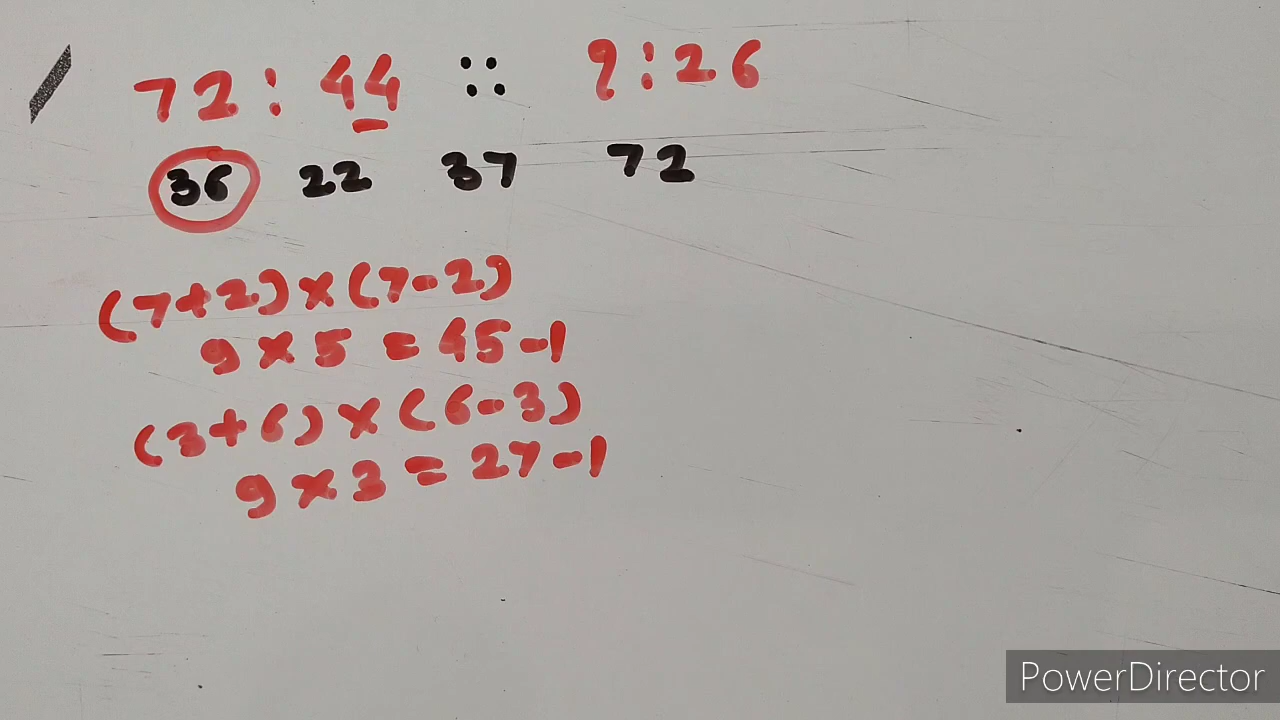 72 : 44 :: ? : 26
36 22 37 72
(7+2) × (7-2)
9 × 5 = 45-1
(3+6) × (6-3)
9 × 3 = 27-1
PowerDirector